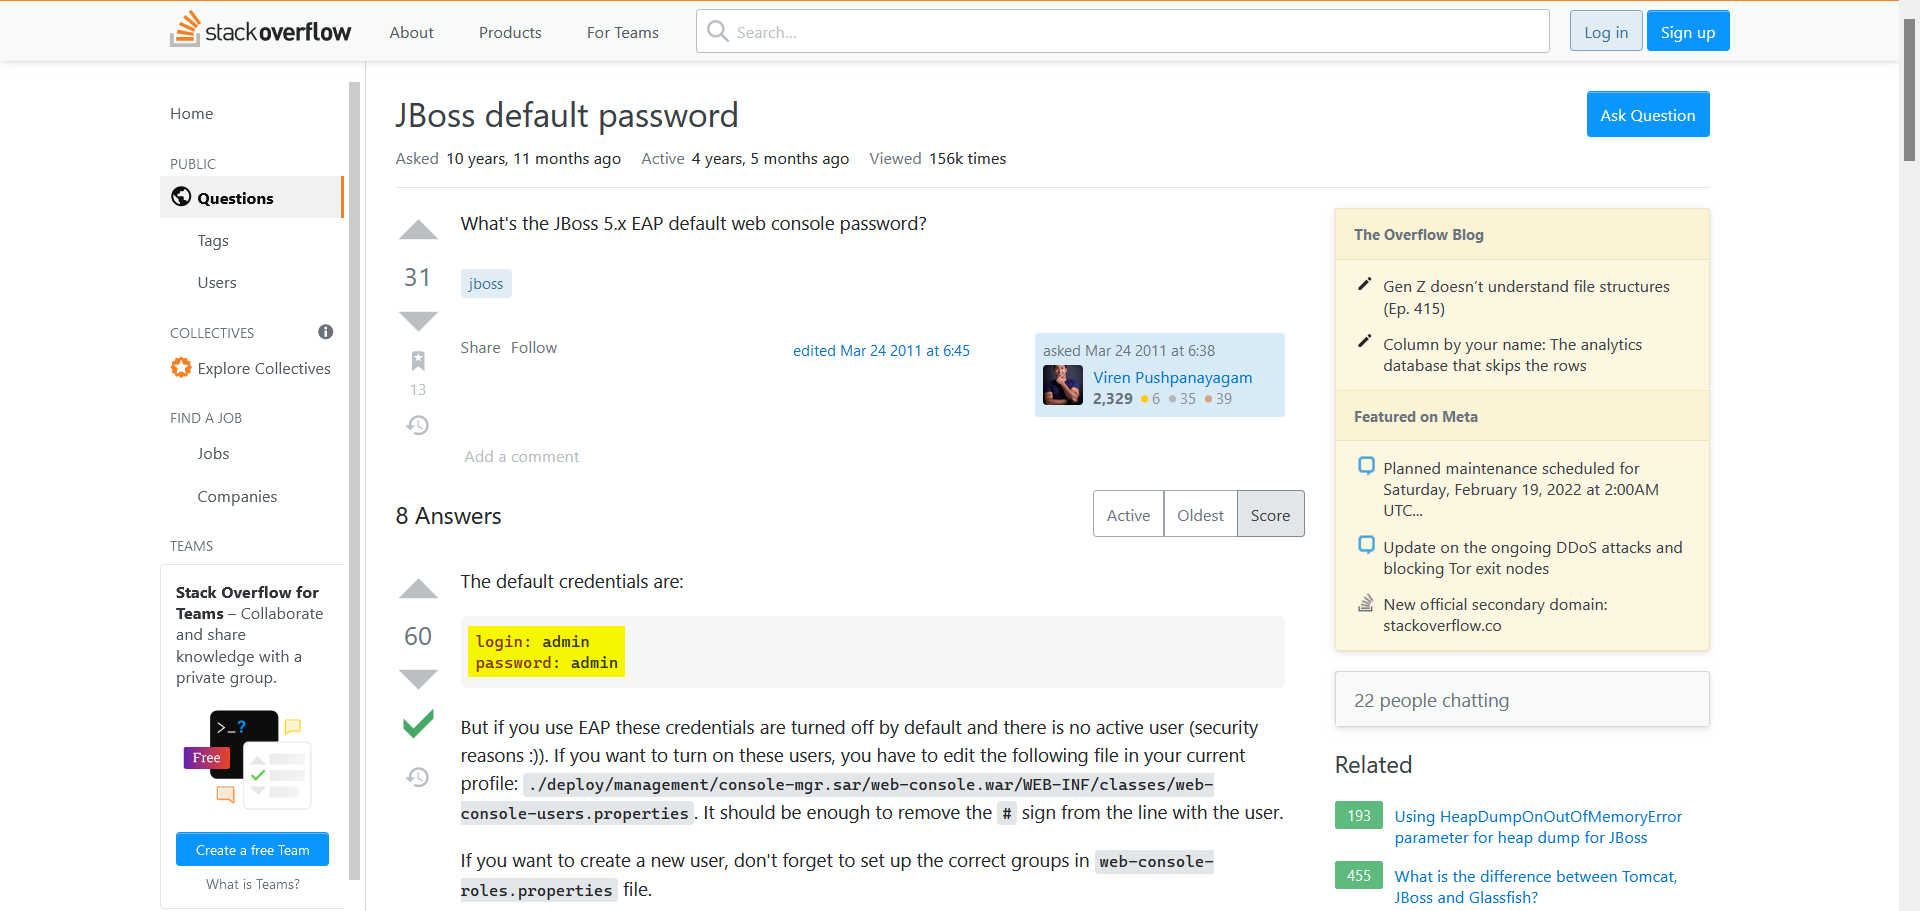 stack overflow
About
Products
For Teams
Search...
Log in
Sign up
Home
PUBLIC
Questions
Tags
Users
COLLECTIVES
Explore Collectives
FIND A JOB
Jobs
Companies
TEAMS
Stack Overflow for
Teams – Collaborate
and share
knowledge with a
private group.
>_?
Free
Create a free Team
What is Teams?
JBoss default password
Ask Question
Asked 10 years, 11 months ago Active 4 years, 5 months ago Viewed 156k times
31
What's the JBoss 5.x EAP default web console password?
jboss
13
Share Follow
edited Mar 24 2011 at 6:45
asked Mar 24 2011 at 6:38
Viren Pushpanayagam
2,329 6 35 39
Add a comment
8 Answers
Active
Oldest
Score
60
The default credentials are:
login: admin
password: admin
But if you use EAP these credentials are turned off by default and there is no active user (security
reasons :)). If you want to turn on these users, you have to edit the following file in your current
profile: ./deploy/management/console-mgr.sar/web-console.war/WEB-INF/classes/web-
console-users.properties. It should be enough to remove the # sign from the line with the user.
If you want to create a new user, don't forget to set up the correct groups in web-console-
roles.properties file.
The Overflow Blog
Gen Z doesn’t understand file structures
(Ep. 415)
Column by your name: The analytics
database that skips the rows
Featured on Meta
Planned maintenance scheduled for
Saturday, February 19, 2022 at 2:00AM
UTC...
Update on the ongoing DDoS attacks and
blocking Tor exit nodes
New official secondary domain:
stackoverflow.co
22 people chatting
Related
193
Using HeapDumpOnOutOfMemoryError
parameter for heap dump for JBoss
455
What is the difference between Tomcat,
JBoss and Glassfish?